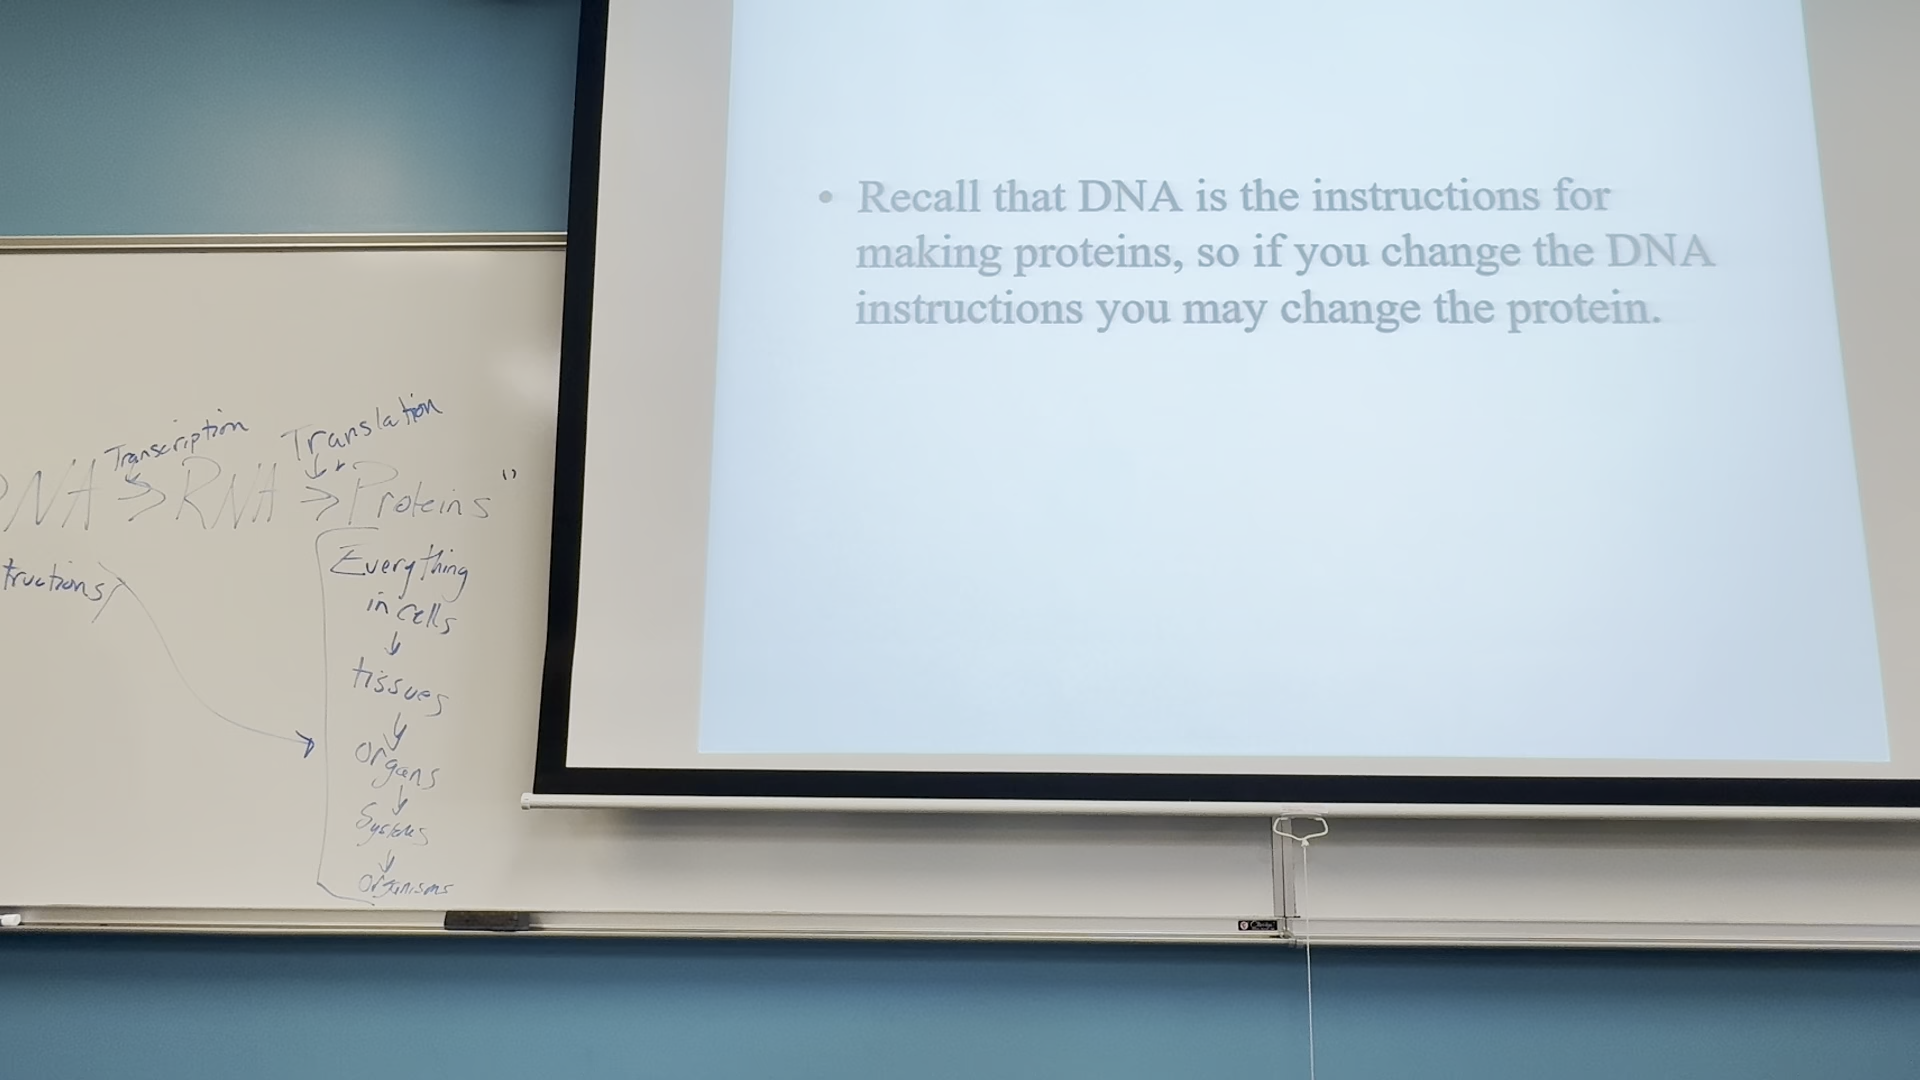 Recall that DNA is the instructions for
making proteins, so if you change the DNA
instructions you may change the protein.
Transcription Translation
DNA → RNA → Proteins"
tructions)
Everything
in cells
↓
tissues
↓
organs
↓
Systems
↓
organisms